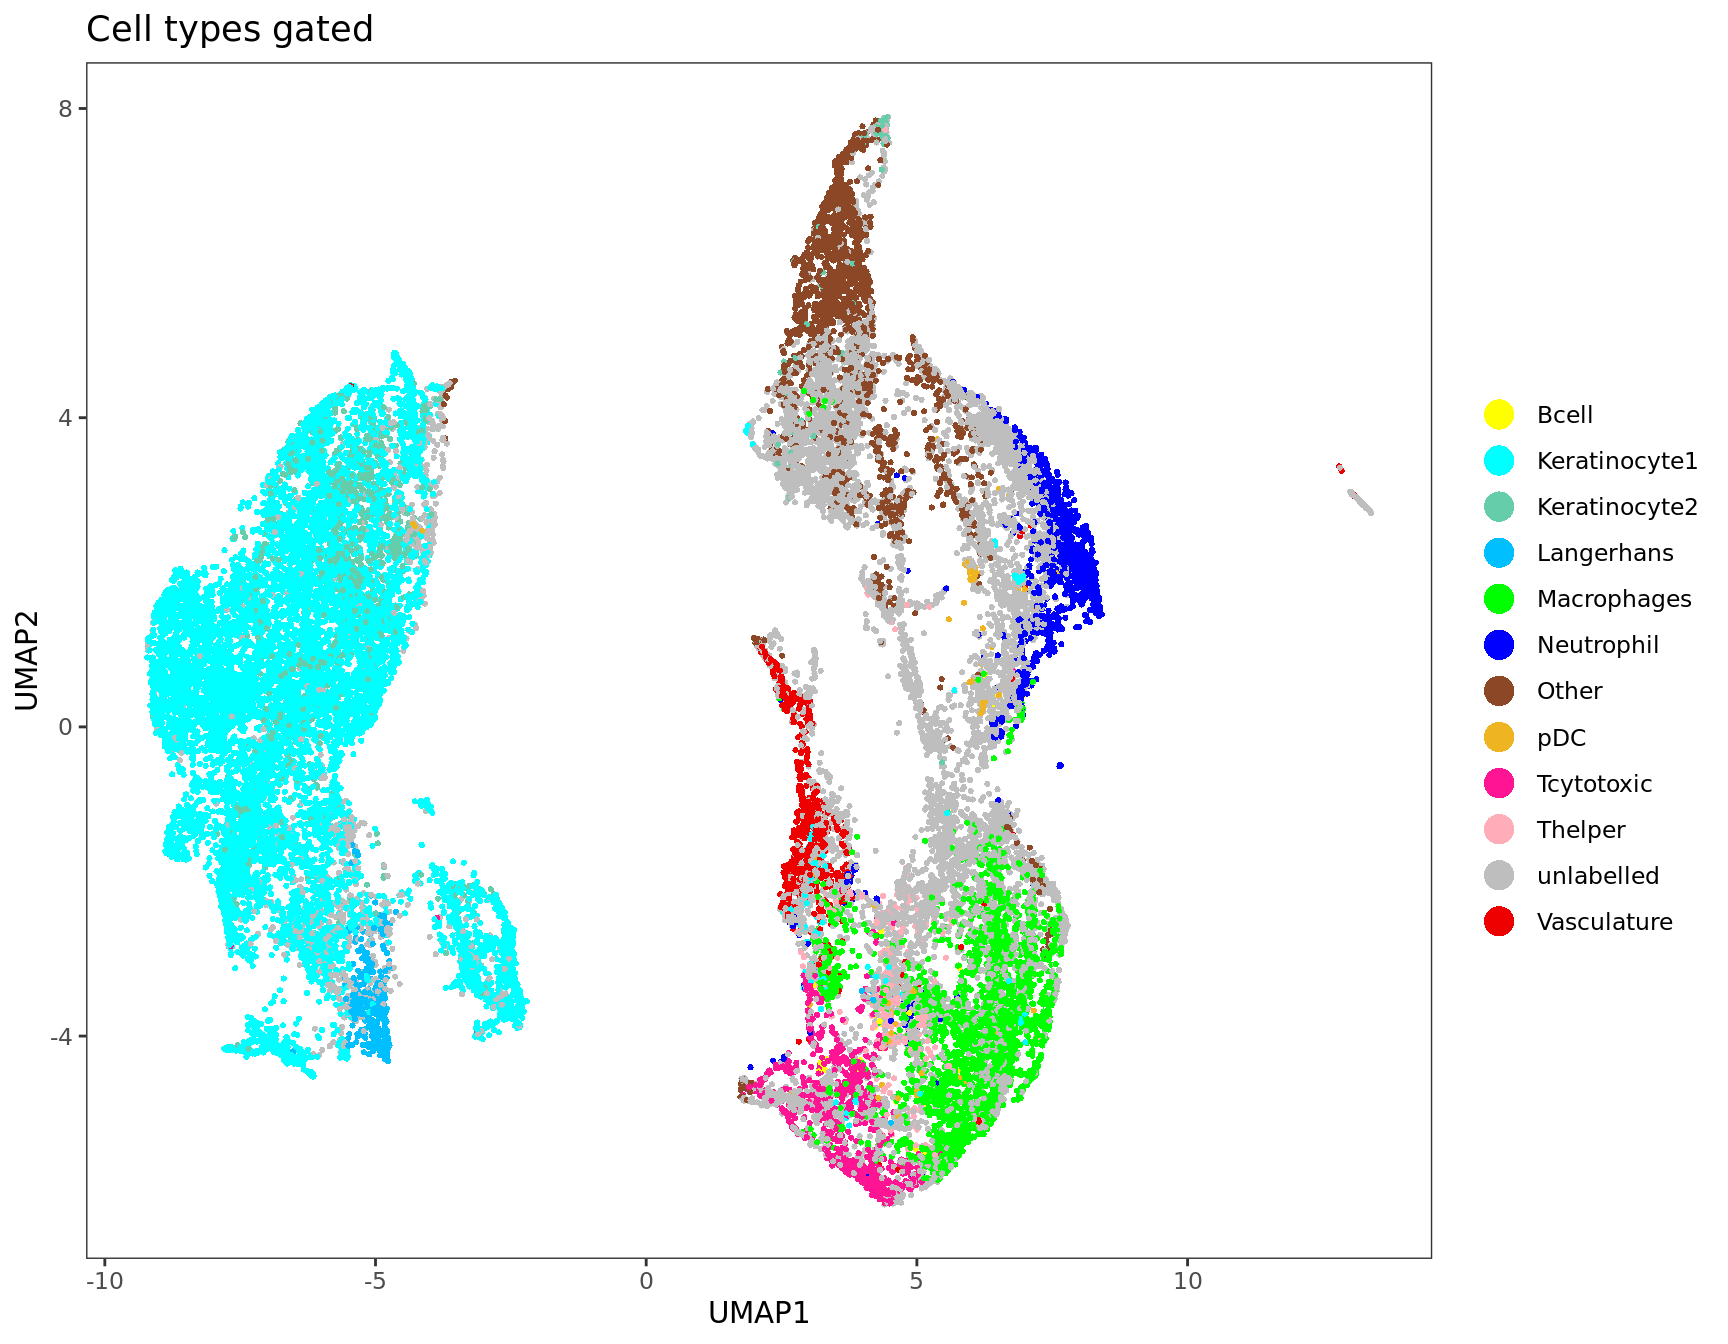 Cell types gated
8
4
0
-4
UMAP2
-10
-5
0
5
10
UMAP1
Bcell
Keratinocyte1
Keratinocyte2
Langerhans
Macrophages
Neutrophil
Other
pDC
Tcytotoxic
Thelper
unlabelled
Vasculature